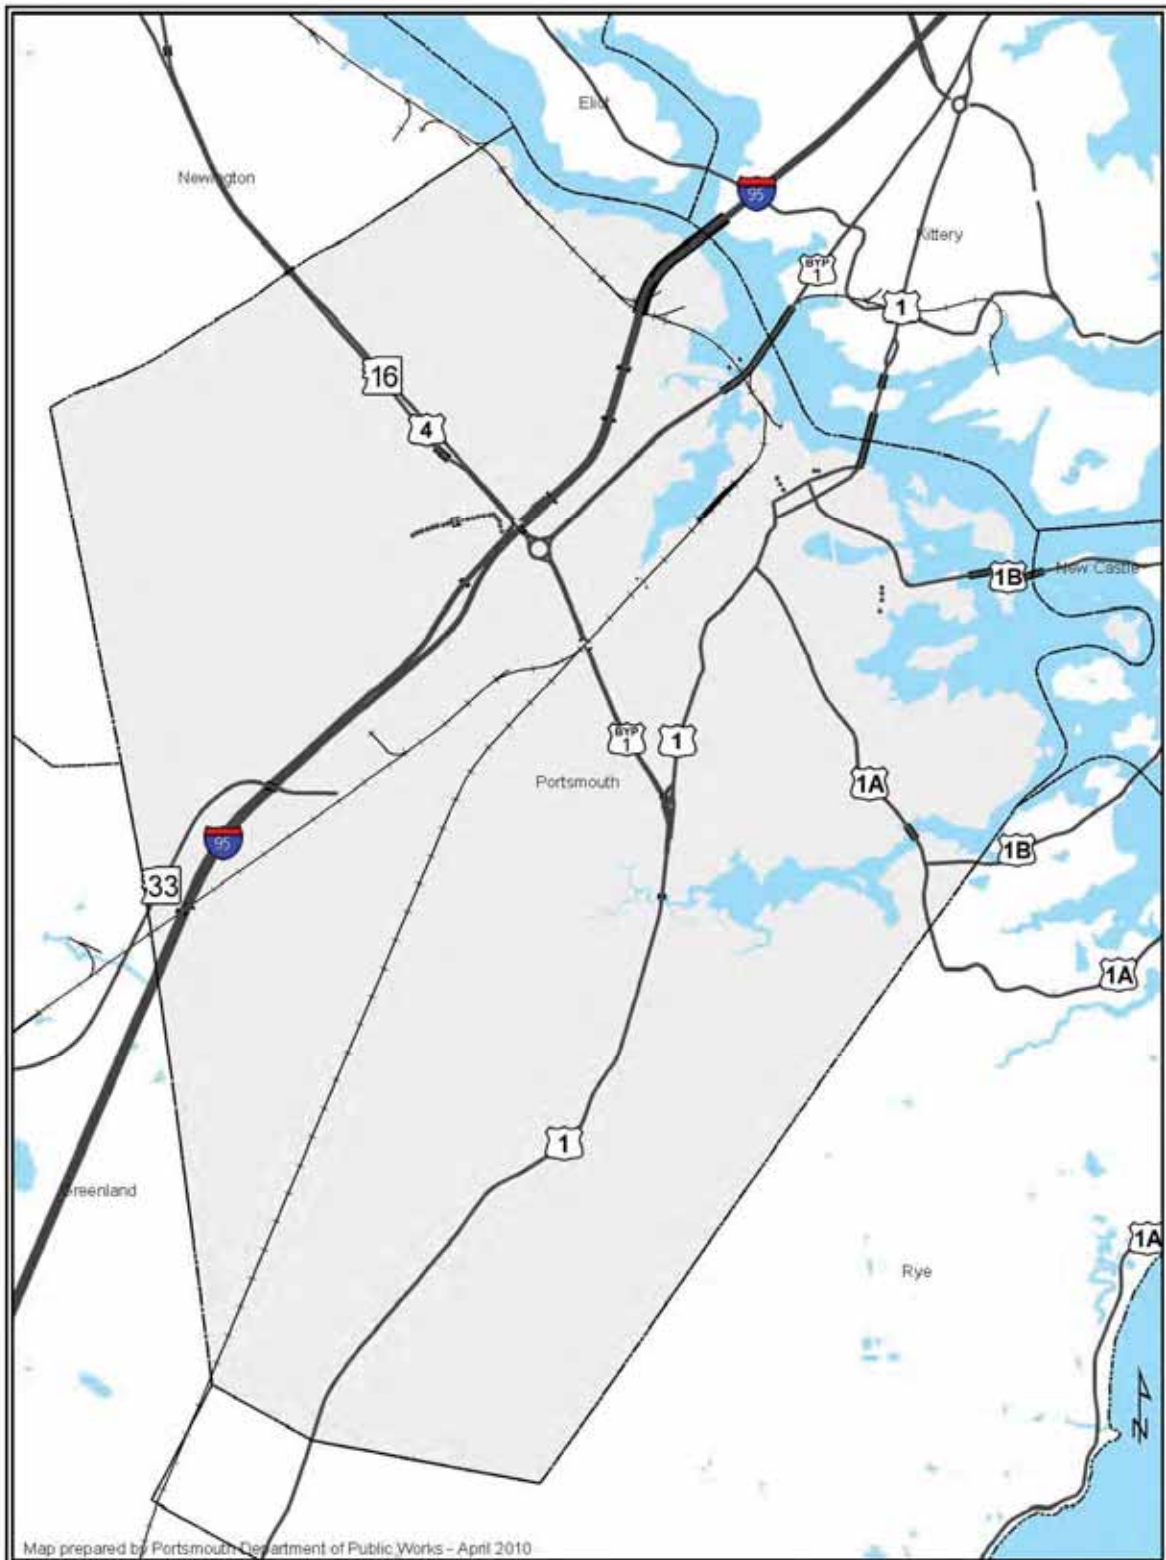 Eliot
Newington
95
Kittery
BYP
1
1
16
4
1B
New Castle
BYP
1
1
Portsmouth
1A
95
1B
33
1A
1
Greenland
1A
Rye
N
Map prepared by Portsmouth Department of Public Works - April 2010